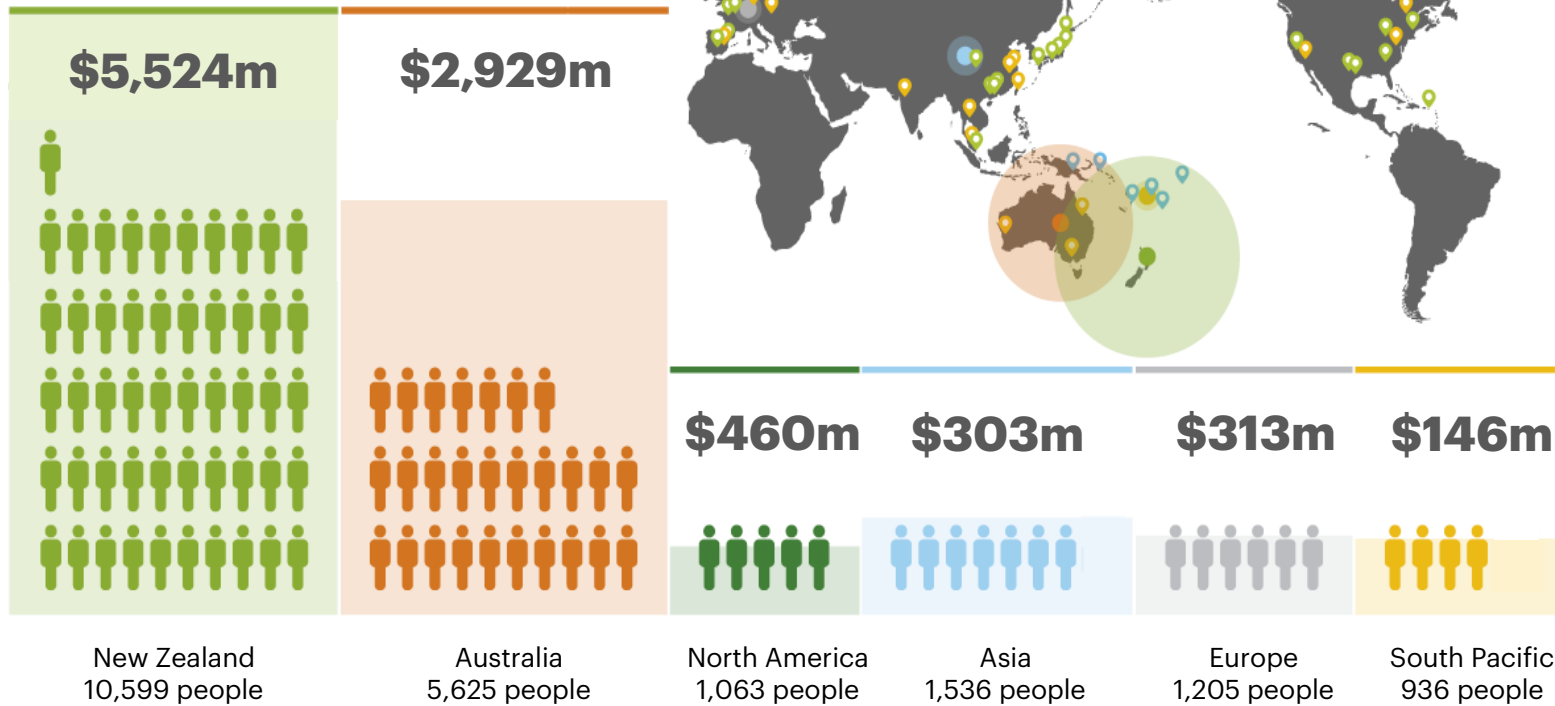 $5,524m
$2,929m
$460m
$303m
$313m
$146m
New Zealand
10,599 people
Australia
5,625 people
North America
1,063 people
Asia
1,536 people
Europe
1,205 people
South Pacific
936 people